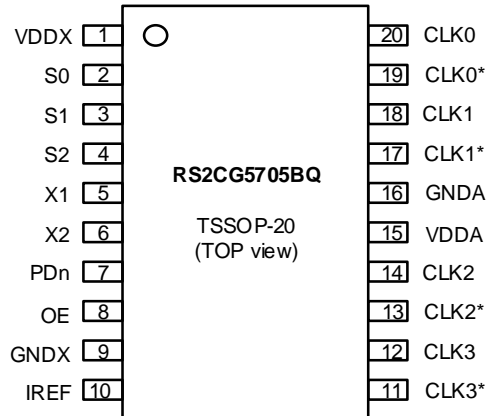 VDDX 1 20 CLK0
S0 2 19 CLK0*
S1 3 18 CLK1
S2 4 17 CLK1*
X1 5 16 GNDA
X2 6 15 VDDA
PDn 7 14 CLK2
OE 8 13 CLK2*
GNDX 9 12 CLK3
IREF 10 11 CLK3*
RS2CG5705BQ
TSSOP-20
(TOP view)